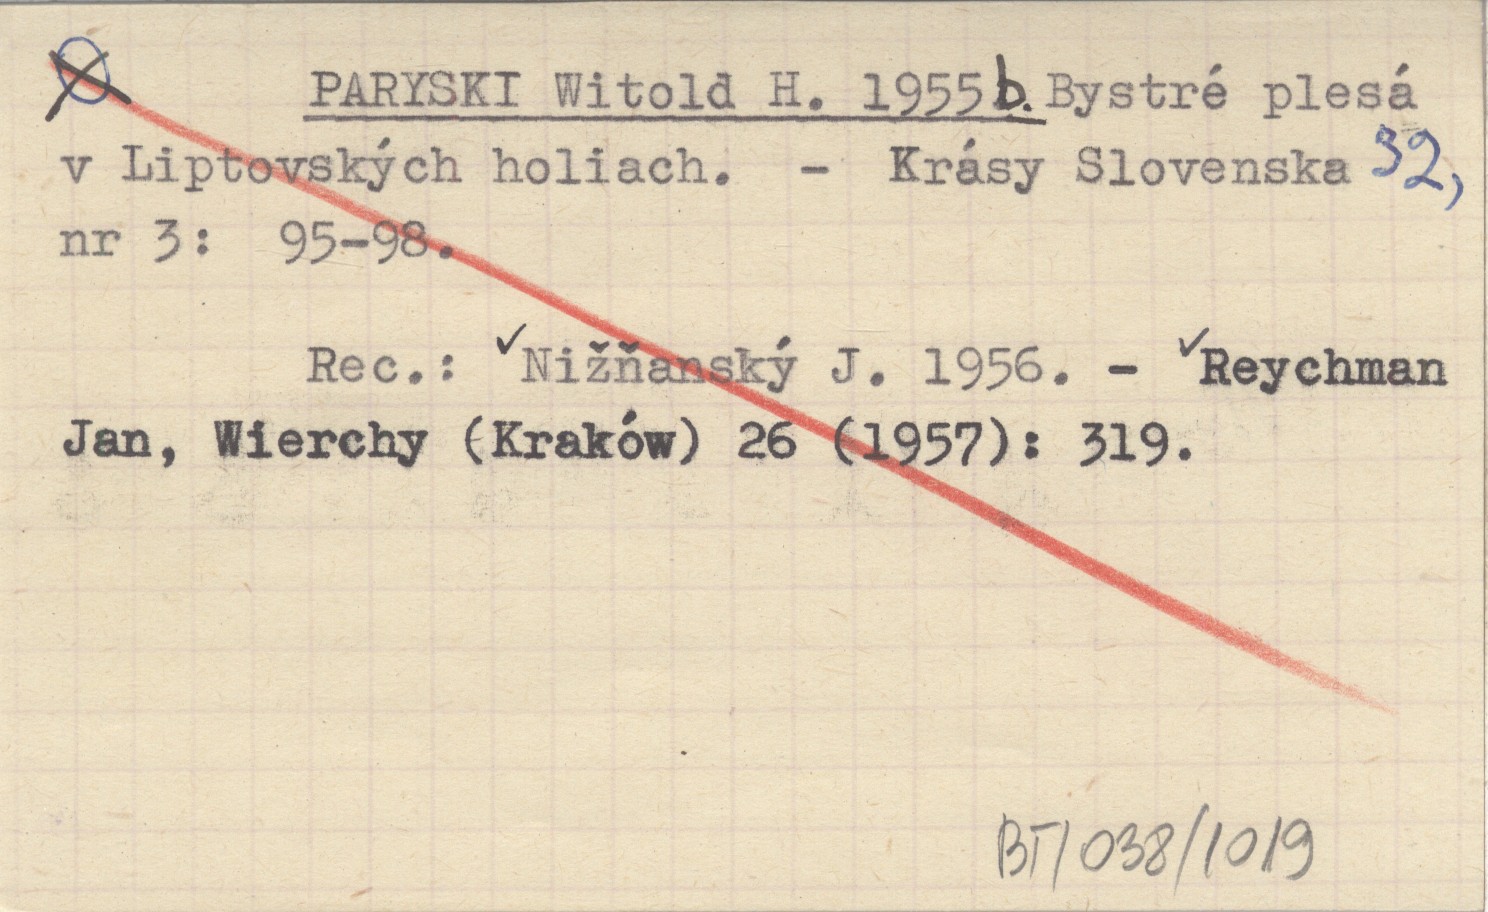 PARYSKI Witold H. 1955b. Bystré plesá
v Liptovských holiach. - Krásy Slovenska 32,
nr 3: 95-98.
Rec.: ✓Nižňanský J. 1956. - ✓Reychman
Jan, Wierchy (Kraków) 26 (1957): 319.
BT/038/1019